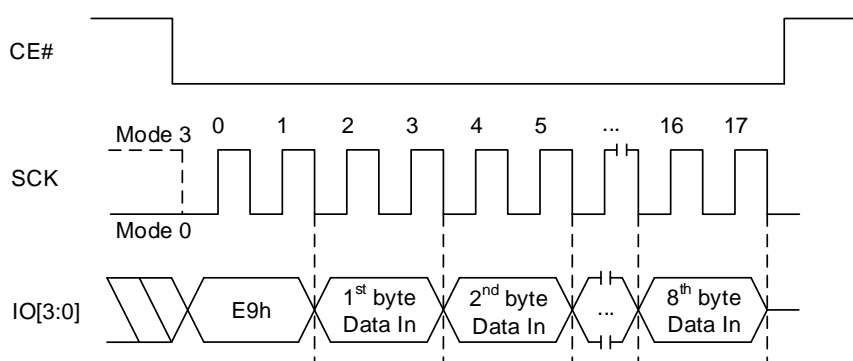 CE#
Mode 3
0 1 2 3 4 5 ... 16 17
SCK
Mode 0
IO[3:0]
E9h
1st byte
Data In
2nd byte
Data In
...
8th byte
Data In